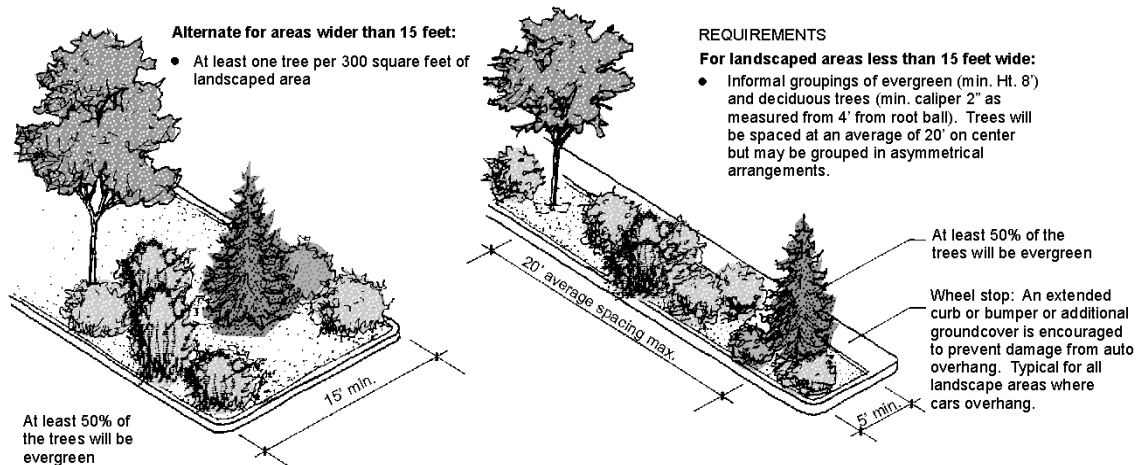 Alternate for areas wider than 15 feet:
● At least one tree per 300 square feet of
landscaped area
15' min.
At least 50% of
the trees will be
evergreen
REQUIREMENTS
For landscaped areas less than 15 feet wide:
● Informal groupings of evergreen (min. Ht. 8')
and deciduous trees (min. caliper 2" as
measured from 4' from root ball). Trees will
be spaced at an average of 20' on center
but may be grouped in asymmetrical
arrangements.
At least 50% of the
trees will be evergreen
Wheel stop: An extended
curb or bumper or additional
groundcover is encouraged
to prevent damage from auto
overhang. Typical for all
landscape areas where
cars overhang.
20' average spacing max.
5' min.